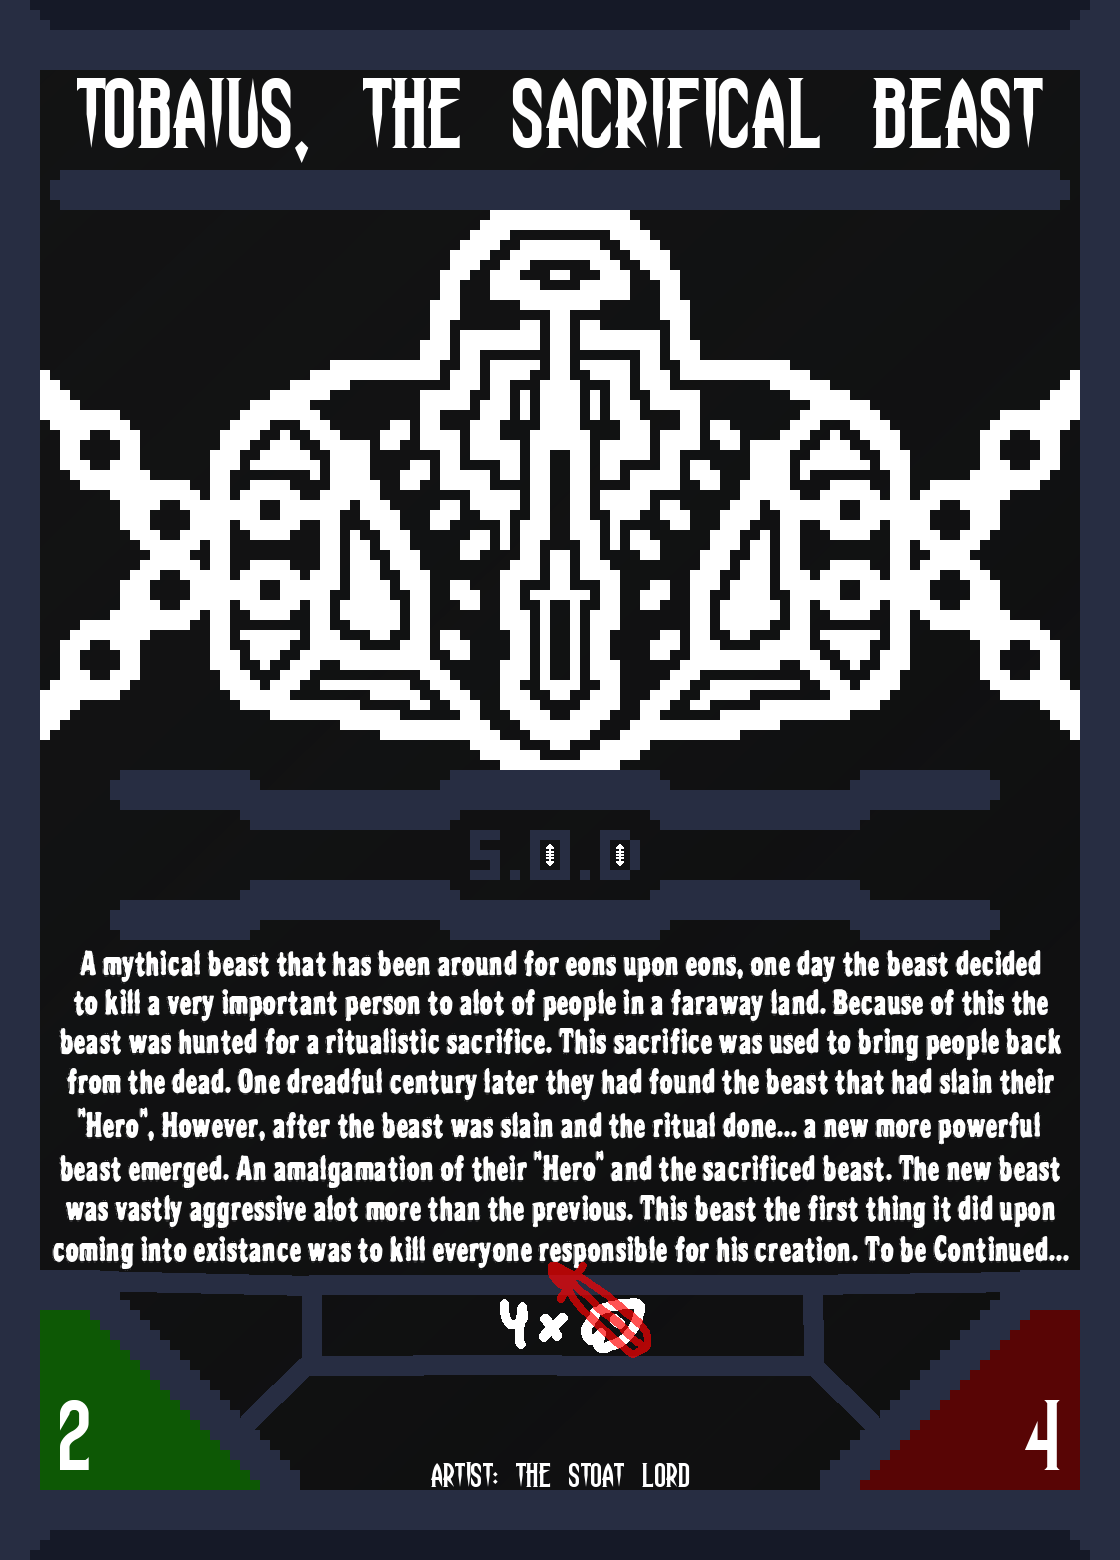 TOBAIUS, THE SACRIFICAL BEAST
S.O.D
A mythical beast that has been around for eons upon eons, one day the beast decided
to kill a very important person to alot of people in a faraway land. Because of this the
beast was hunted for a ritualistic sacrifice. This sacrifice was used to bring people back
from the dead. One dreadful century later they had found the beast that had slain their
"Hero", However, after the beast was slain and the ritual done... a new more powerful
beast emerged. An amalgamation of their "Hero" and the sacrificed beast. The new beast
was vastly aggressive alot more than the previous. This beast the first thing it did upon
coming into existance was to kill everyone responsible for his creation. To be Continued...
4x
2
4
ARTIST: THE STOAT LORD